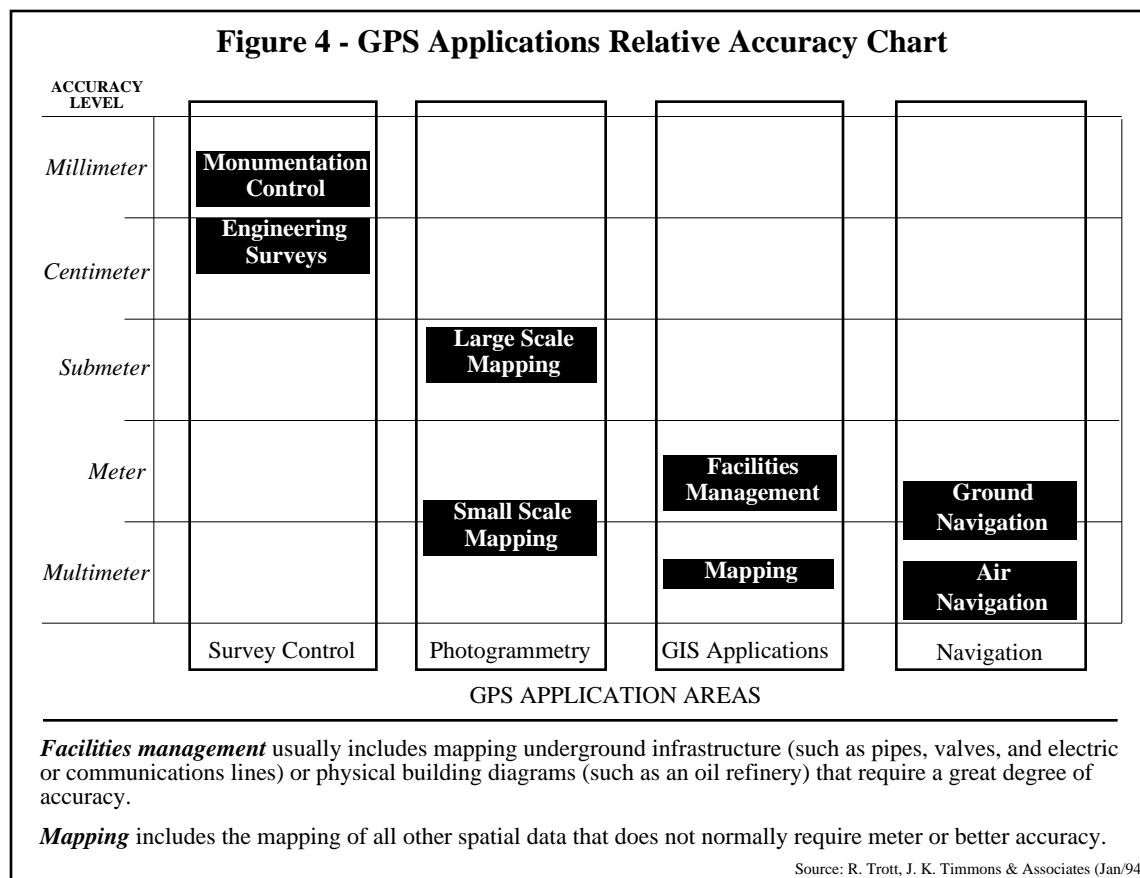 Figure 4 - GPS Applications Relative Accuracy Chart
ACCURACY
LEVEL
Millimeter
Monumentation
Control
Engineering
Surveys
Centimeter
Large Scale
Mapping
Submeter
Meter
Facilities
Management
Small Scale
Mapping
Ground
Navigation
Multimeter
Mapping
Air
Navigation
Survey Control
Photogrammetry
GIS Applications
Navigation
GPS APPLICATION AREAS
Facilities management usually includes mapping underground infrastructure (such as pipes, valves, and electric
or communications lines) or physical building diagrams (such as an oil refinery) that require a great degree of
accuracy.
Mapping includes the mapping of all other spatial data that does not normally require meter or better accuracy.
Source: R. Trott, J. K. Timmons & Associates (Jan/94